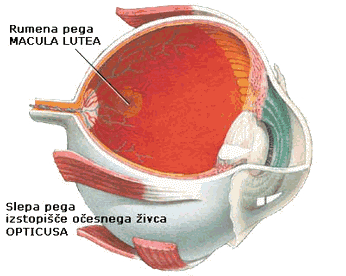 Rumena pega
MACULA LUTEA
Slepa pega
izstopišče očesnega živca
OPTICUSA